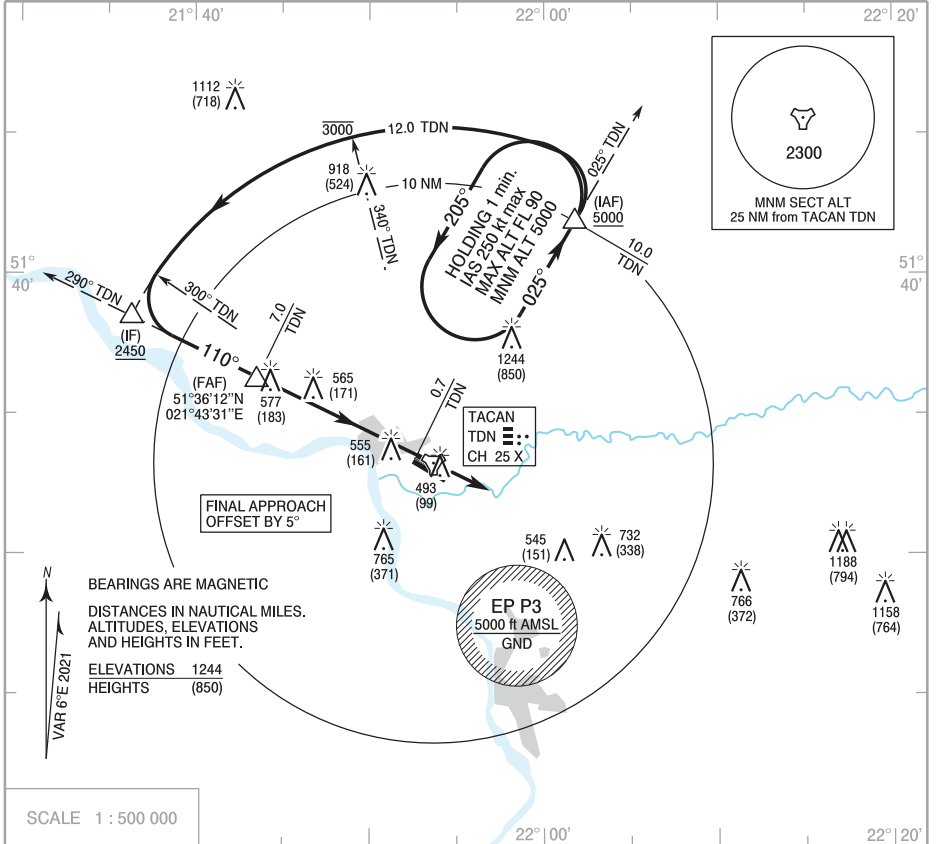 21° 40'
22° 00'
22° 20'
1112
(718)
3000
12.0 TDN
025° TDN
2300
MNM SECT ALT
25 NM from TACAN TDN
918
(524)
10 NM
340° TDN
205°
HOLDING 1 min.
IAS 250 kt max
MAX ALT FL 90
MNM ALT 5000
025°
(IAF)
5000
10.0
TDN
51°
40'
51°
40'
290° TDN
300° TDN
(IF)
2450
110°
7.0
TDN
1244
(850)
(FAF)
51°36'12"N
021°43'31"E
577
(183)
565
(171)
0.7
TDN
TACAN
TDN
CH 25 X
555
(161)
493
(99)
FINAL APPROACH
OFFSET BY 5°
765
(371)
545
(151)
732
(338)
1188
(794)
766
(372)
1158
(764)
N
VAR 6°E 2021
BEARINGS ARE MAGNETIC
DISTANCES IN NAUTICAL MILES.
ALTITUDES, ELEVATIONS
AND HEIGHTS IN FEET.
ELEVATIONS 1244
HEIGHTS (850)
EP P3
5000 ft AMSL
GND
SCALE 1 : 500 000
22° 00'
22° 20'